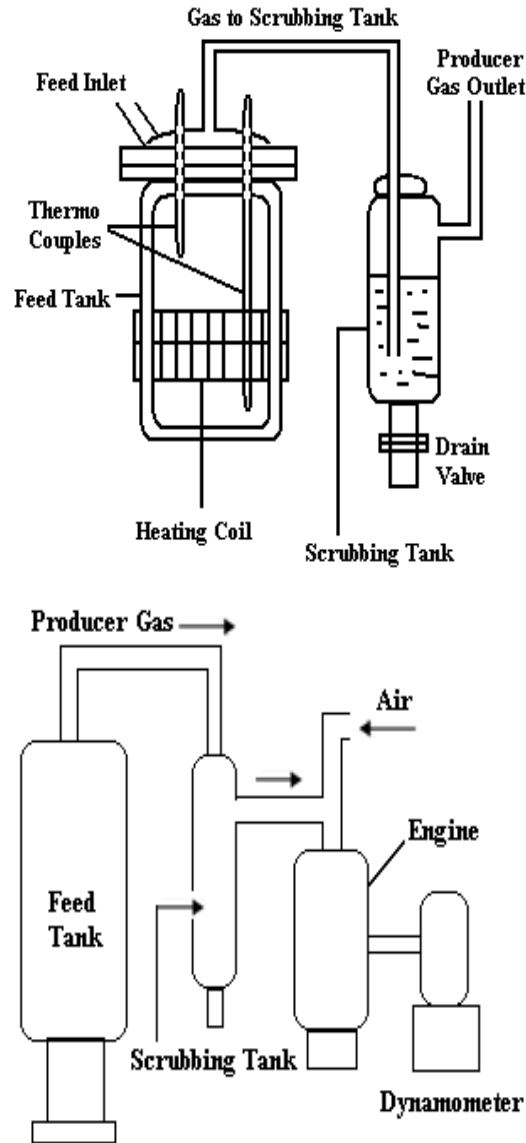 Gas to Scrubbing Tank
Producer
Gas Outlet
Feed Inlet
Thermo
Couples
Feed Tank
Drain
Valve
Heating Coil
Scrubbing Tank
Producer Gas
Air
Engine
Feed
Tank
Scrubbing Tank
Dynamometer